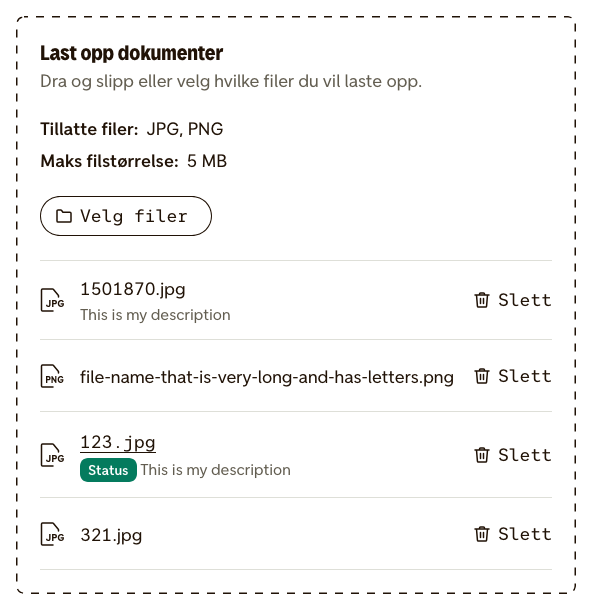 Last opp dokumenter
Dra og slipp eller velg hvilke filer du vil laste opp.
Tillatte filer: JPG, PNG
Maks filstørrelse: 5 MB
Velg filer
JPG 1501870.jpg Slett
This is my description
PNG file-name-that-is-very-long-and-has-letters.png Slett
123.jpg
JPG Slett
Status This is my description
JPG 321.jpg Slett